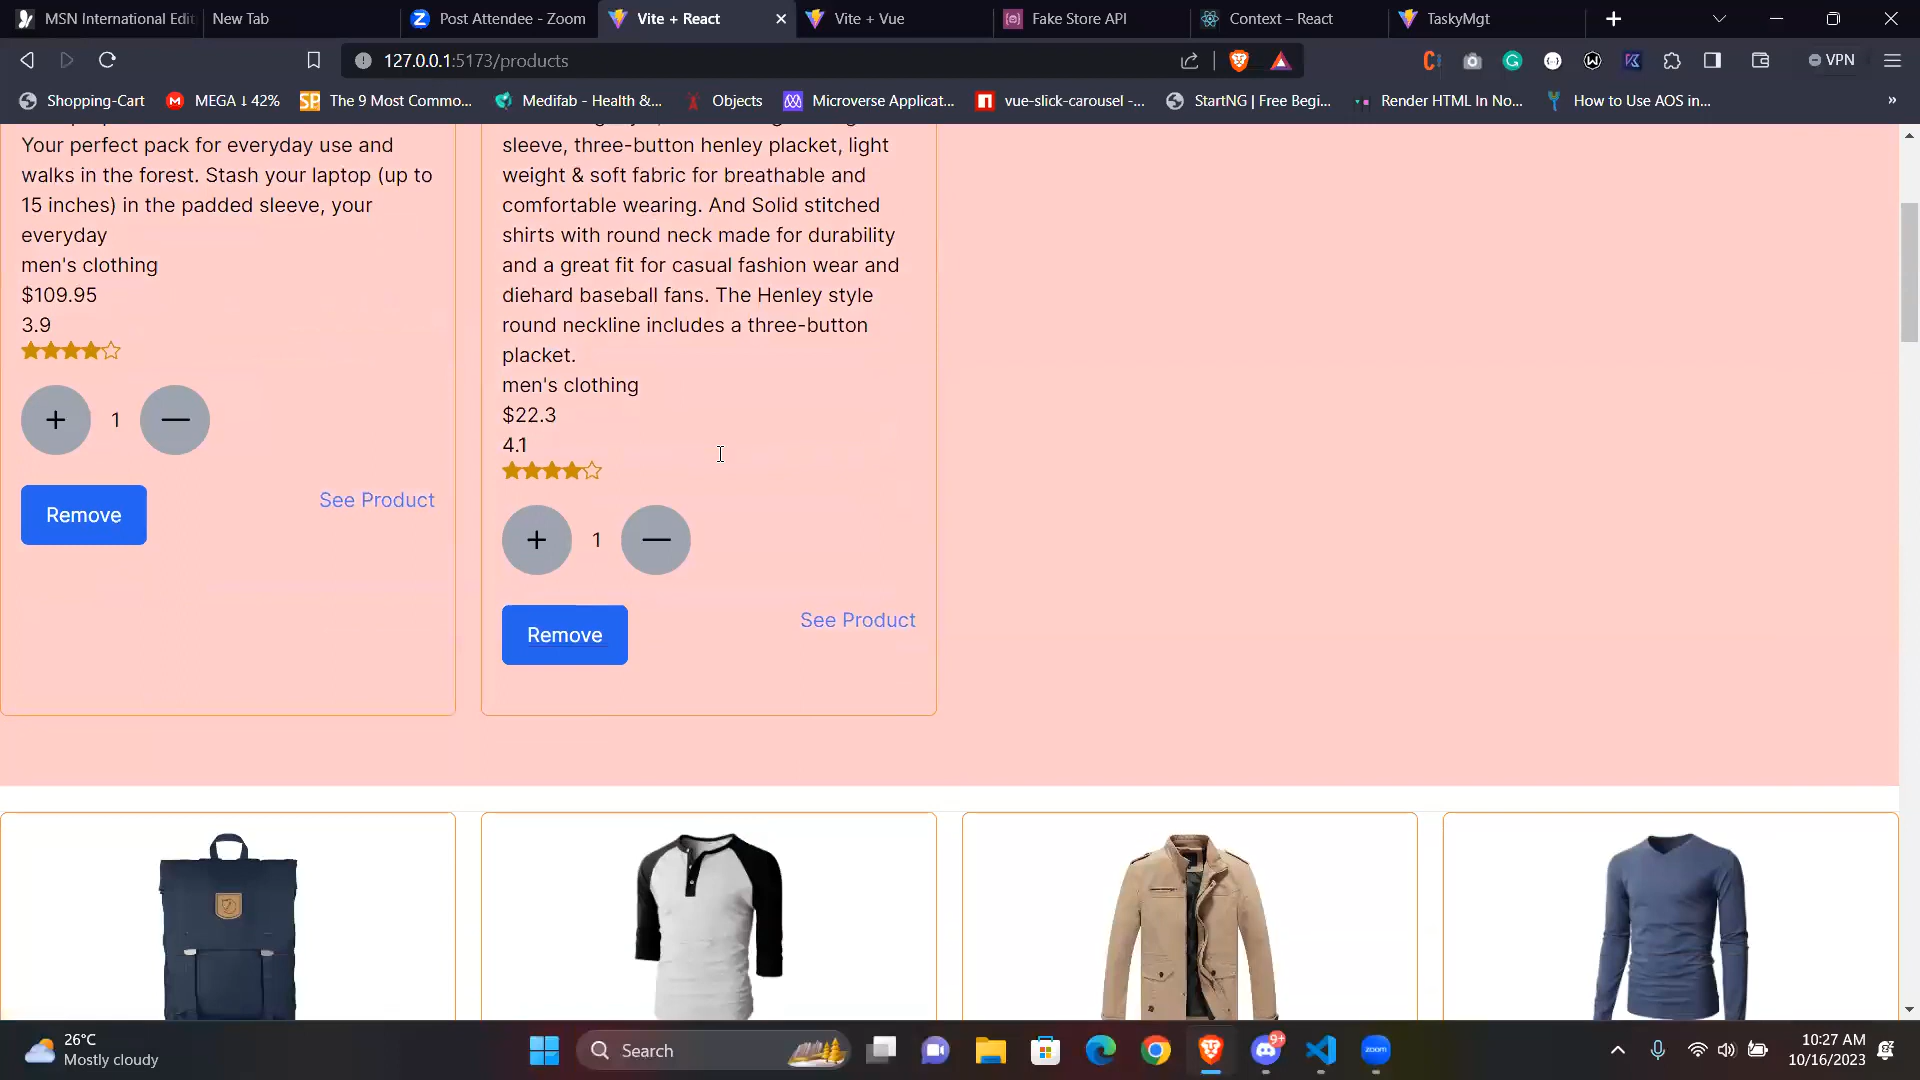 MSN International Edit
New Tab
Post Attendee - Zoom
Vite + React
Vite + Vue
Fake Store API
Context – React
TaskyMgt
127.0.0.1:5173/products
VPN
Shopping-Cart
MEGA ↓ 42%
The 9 Most Commo...
Medifab - Health &...
Objects
Microverse Applicat...
vue-slick-carousel -...
StartNG | Free Begi...
Render HTML In No...
How to Use AOS in...
»
Your perfect pack for everyday use and
walks in the forest. Stash your laptop (up to
15 inches) in the padded sleeve, your
everyday
men's clothing
$109.95
3.9
+ 1 —
Remove
See Product
sleeve, three-button henley placket, light
weight & soft fabric for breathable and
comfortable wearing. And Solid stitched
shirts with round neck made for durability
and a great fit for casual fashion wear and
diehard baseball fans. The Henley style
round neckline includes a three-button
placket.
men's clothing
$22.3
4.1
+ 1 —
Remove
See Product
26°C
Mostly cloudy
Search
9+
zoom
10:27 AM
10/16/2023